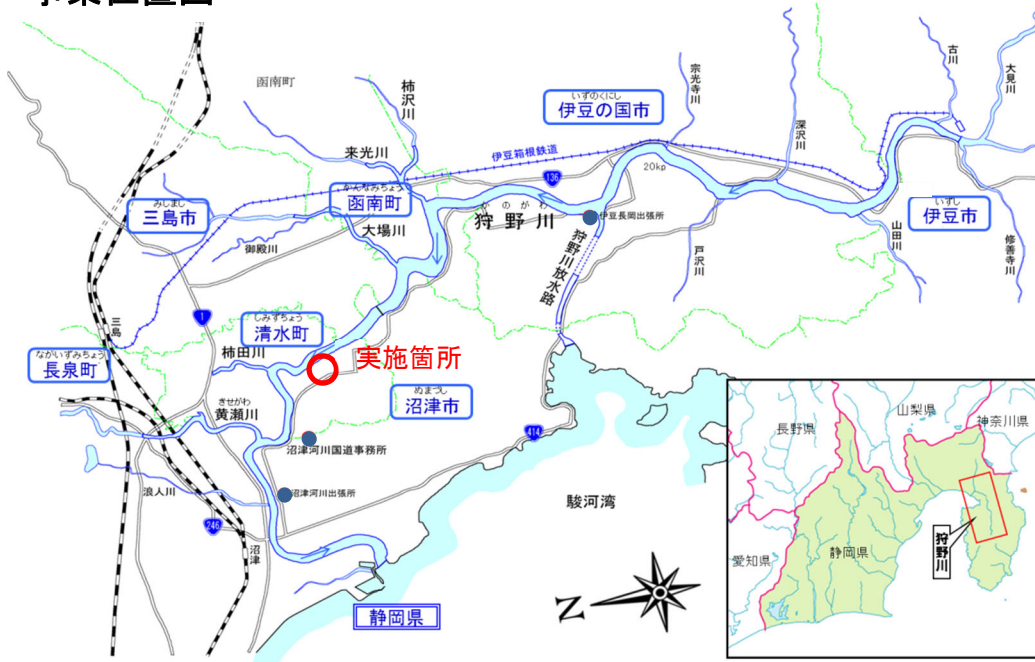 函南町
柿沢川
宗光寺川
古川
大見川
いずのくにし
伊豆の国市
深沢川
来光川
伊豆箱根鉄道
136
20kp
かんなみちょう
函南町
みしまし
三島市
かのがわ
狩野川
伊豆長岡出張所
いずし
伊豆市
大場川
御殿川
狩野川放水路
戸沢川
山田川
修善寺川
1
三島
しみずちょう
清水町
柿田川
実施箇所
ながいずみちょう
長泉町
ぬまづし
沼津市
きせがわ
黄瀬川
414
沼津河川国道事務所
浪人川
沼津河川出張所
246
沼津
駿河湾
N
静岡県
山梨県
長野県
神奈川県
狩野川
静岡県
愛知県